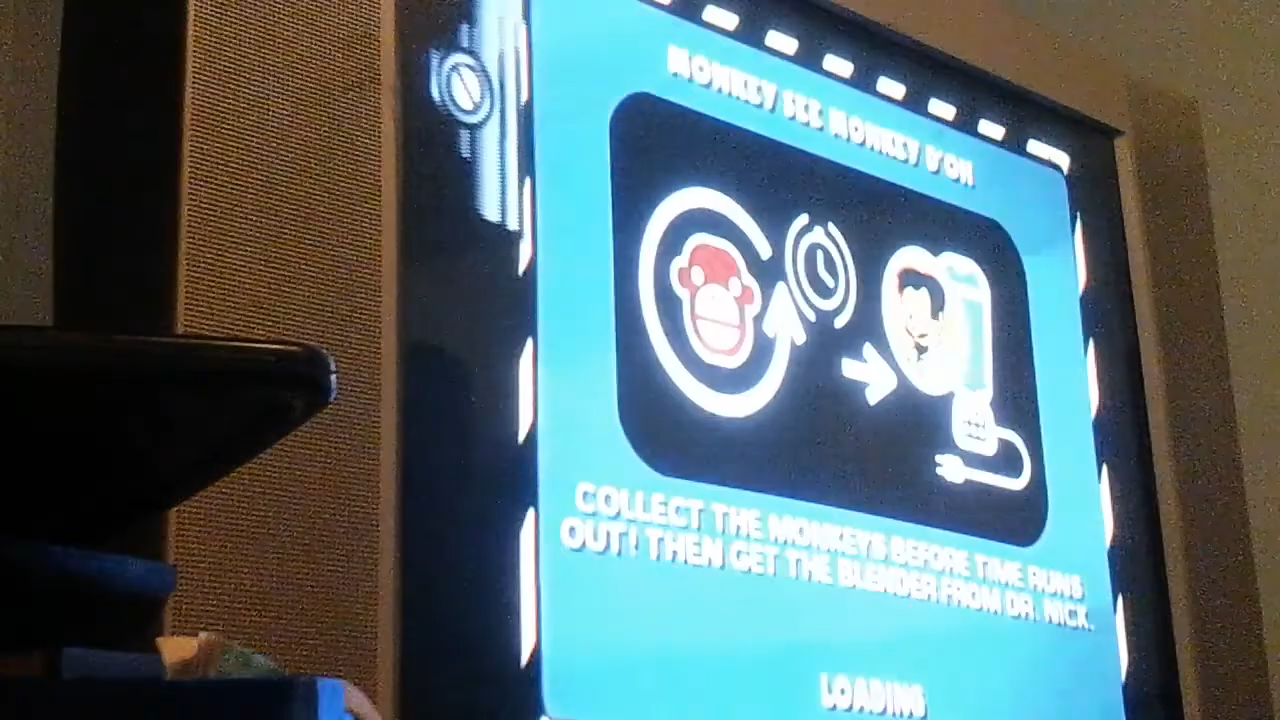 MONKEY SEE MONKEY D'OH
COLLECT THE MONKEYS BEFORE TIME RUNS
OUT! THEN GET THE BLENDER FROM DR. NICK.
LOADING